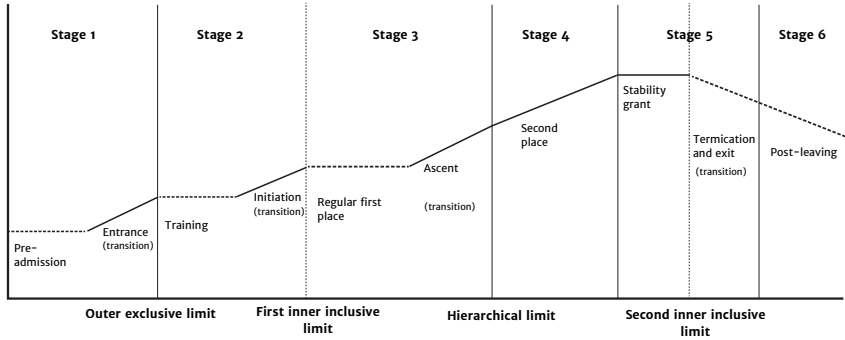 Stage 1
Stage 2
Stage 3
Stage 4
Stage 5
Stage 6
Stability
grant
Second
place
Termication
and exit
(transition)
Post-leaving
Ascent
(transition)
Initiation
(transition)
Regular first
place
Training
Entrance
(transition)
Pre-
admission
Outer exclusive limit
First inner inclusive
limit
Hierarchical limit
Second inner inclusive
limit